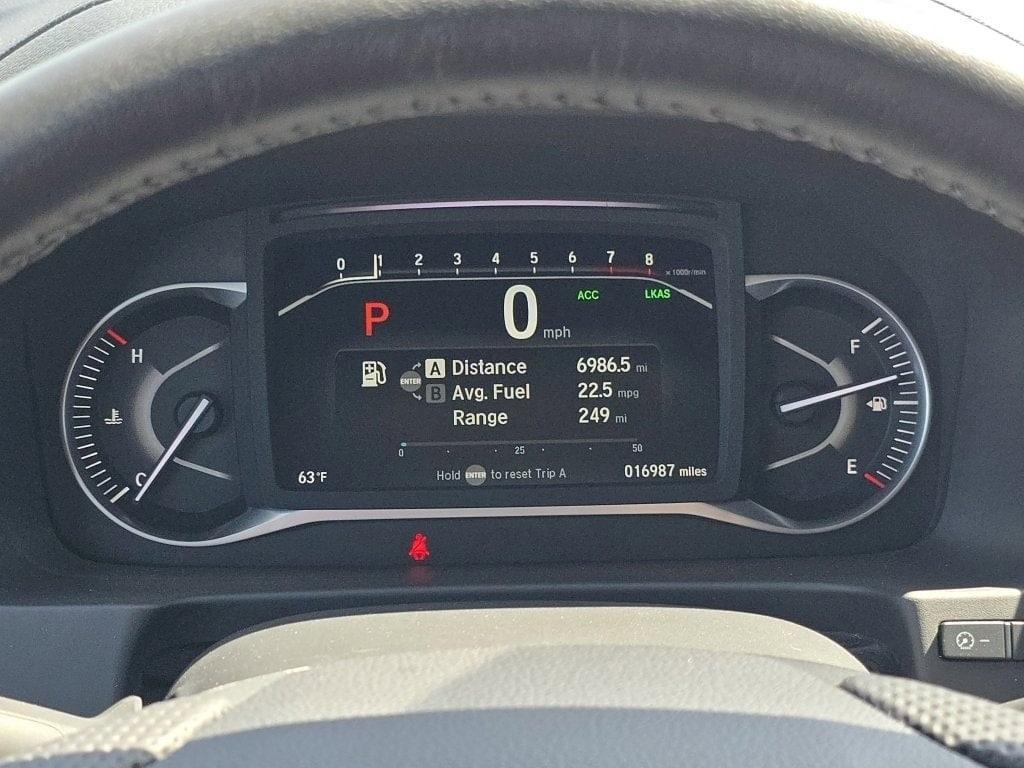 0 1 2 3 4 5 6 7 8 x 1000r/min
P 0 mph ACC LKAS
H
C
F
E
A Distance 6986.5 mi
ENTER
B Avg. Fuel 22.5 mpg
Range 249 mi
0 25 50
63°F
Hold ENTER to reset Trip A
016987 miles